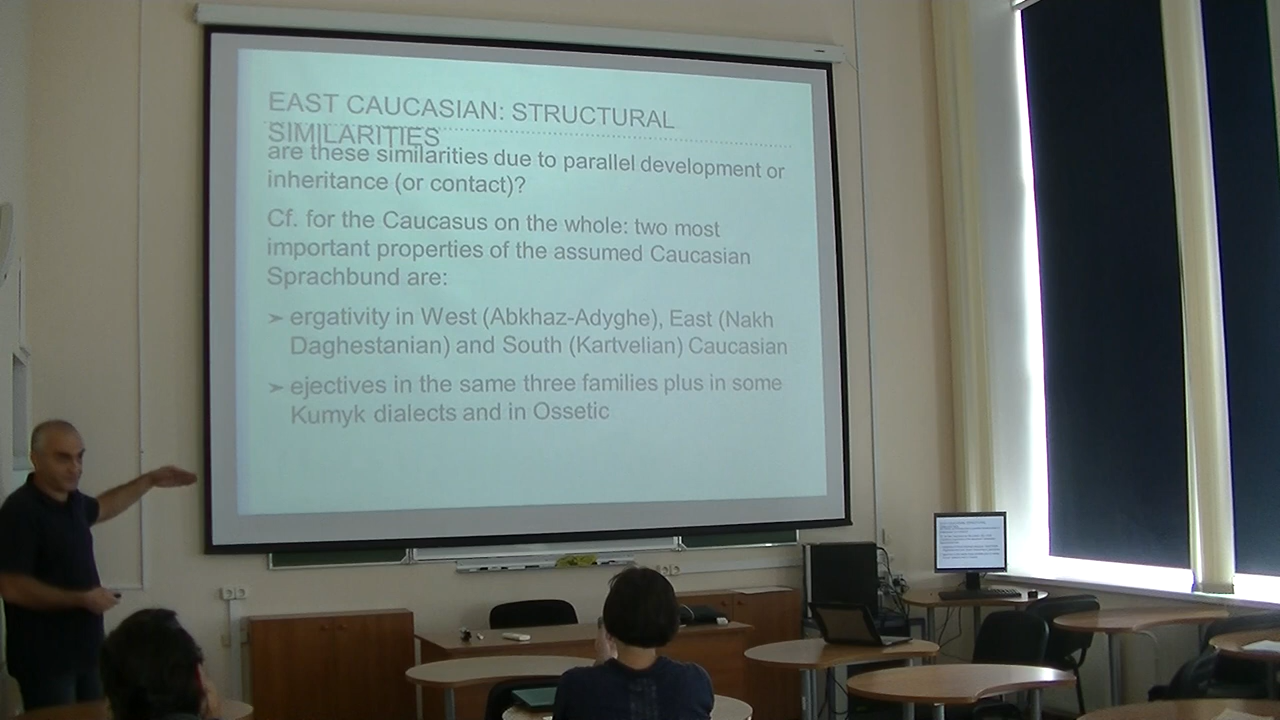 EAST CAUCASIAN: STRUCTURAL
SIMILARITIES
are these similarities due to parallel development or
inheritance (or contact)?
Cf. for the Caucasus on the whole: two most
important properties of the assumed Caucasian
Sprachbund are:
➢ ergativity in West (Abkhaz-Adyghe), East (Nakh
Daghestanian) and South (Kartvelian) Caucasian
➢ ejectives in the same three families plus in some
Kumyk dialects and in Ossetic